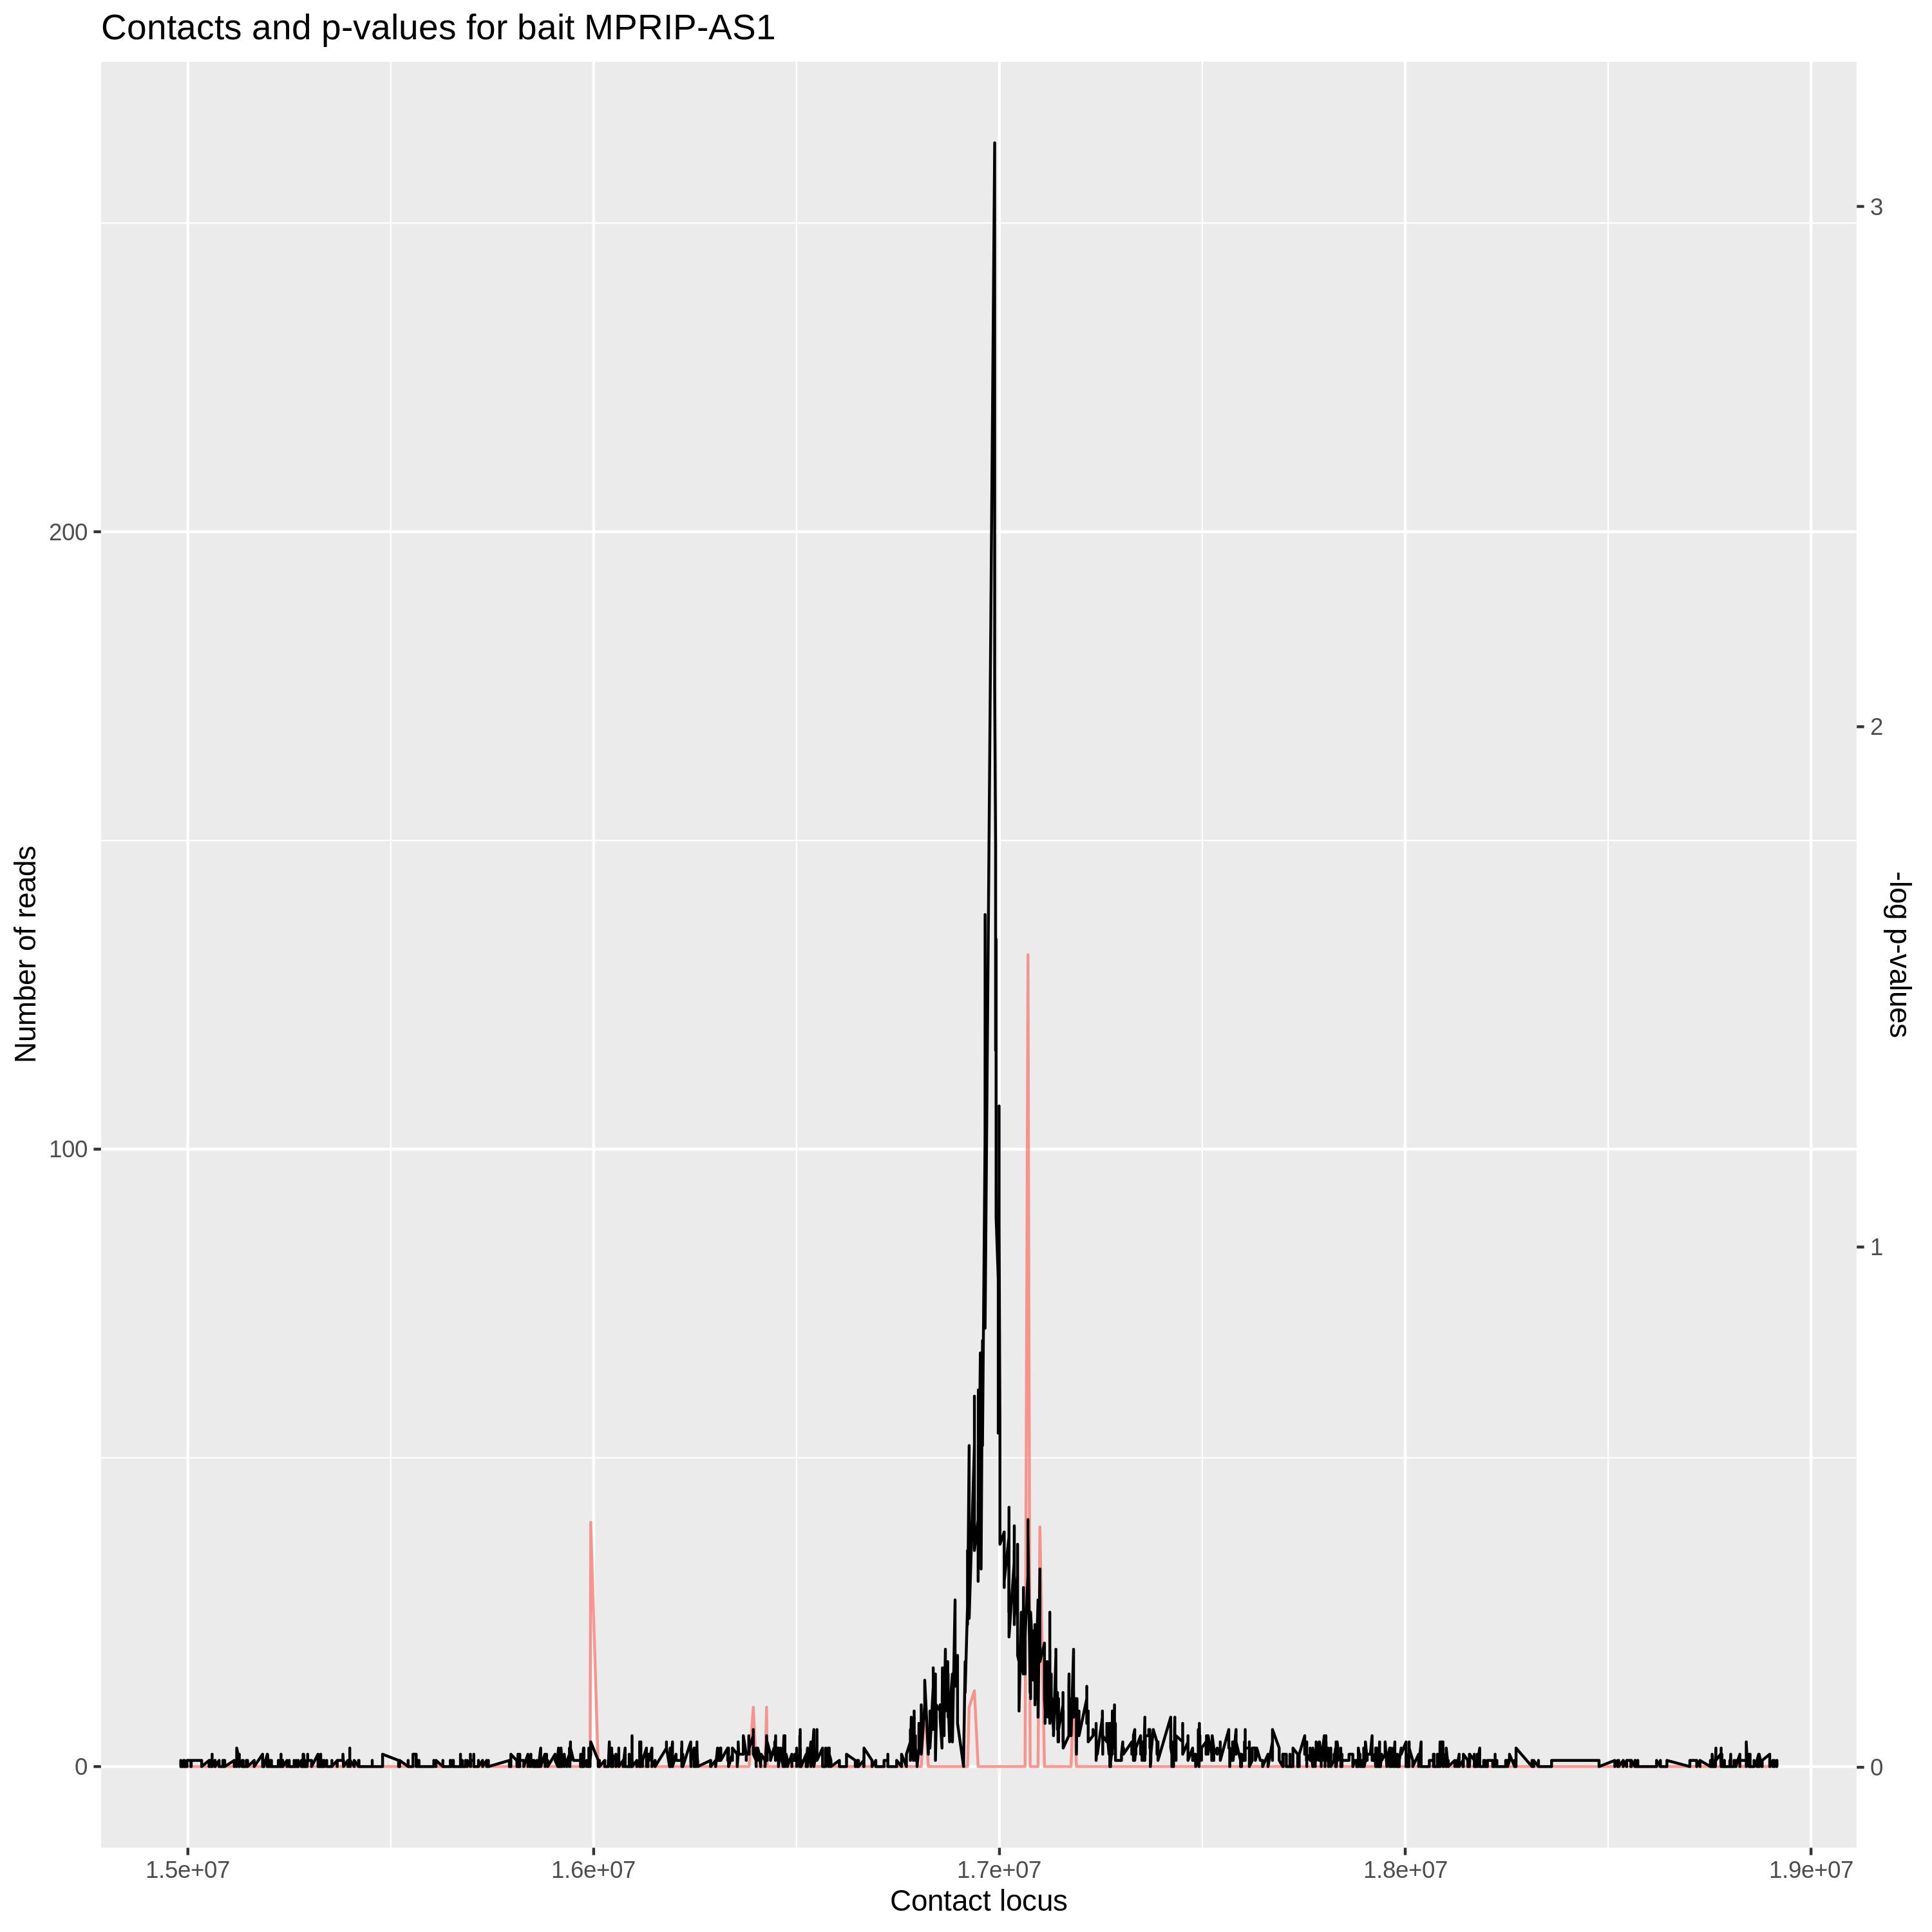 Contacts and p-values for bait MPRIP-AS1
Number of reads
200
100
0
3
2
1
0
-log p-values
1.5e+07
1.6e+07
1.7e+07
1.8e+07
1.9e+07
Contact locus